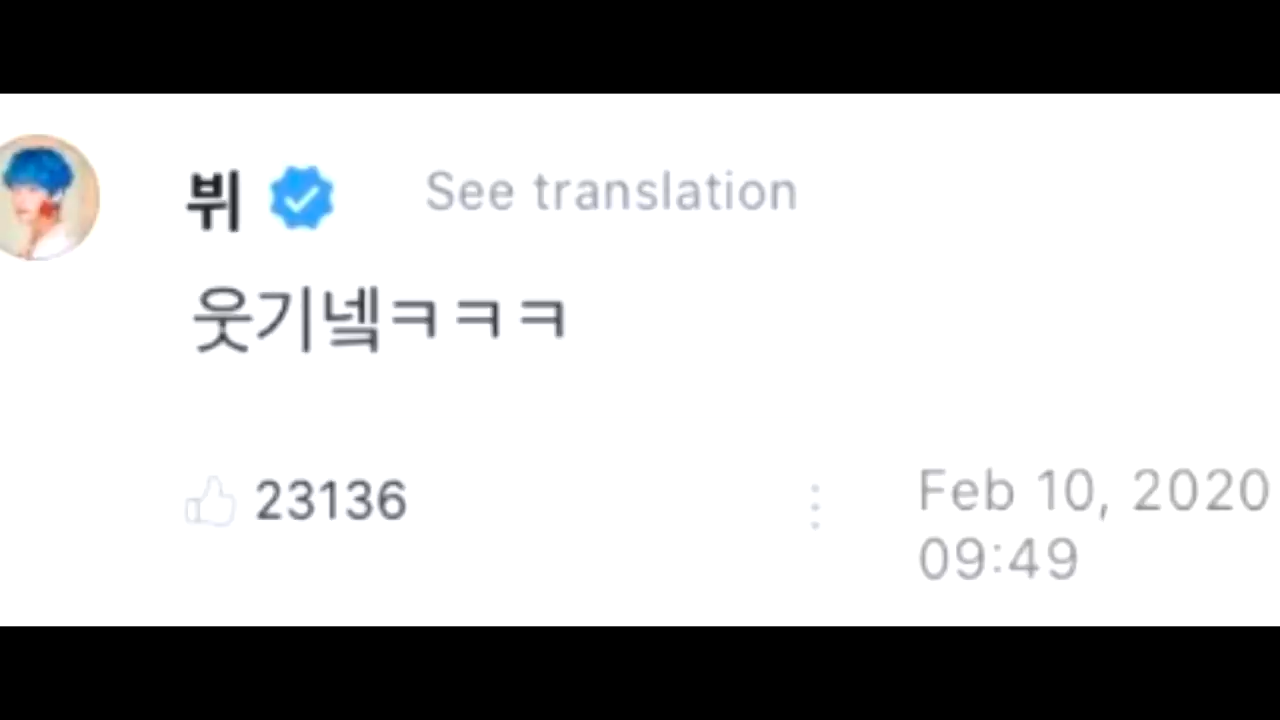 뷔 See translation
웃기넼ㅋㅋㅋ
23136
Feb 10, 2020
09:49